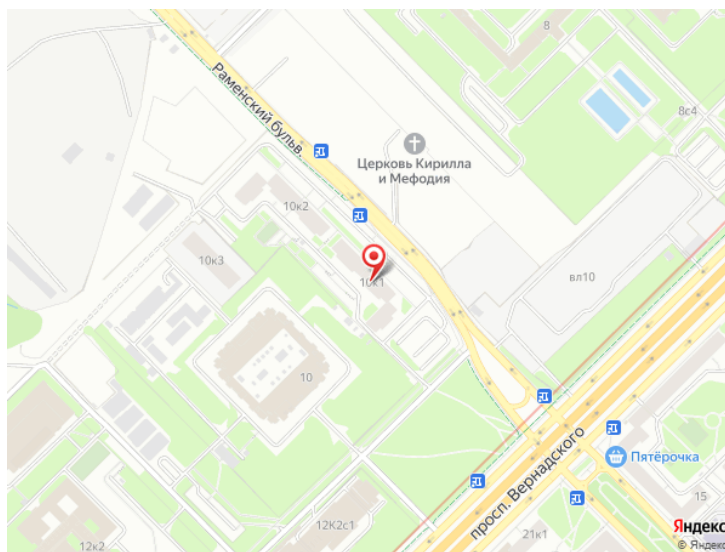 8
8с4
Раменский бульв.
Церковь Кирилла
и Мефодия
10к2
10к3
10к1
вл10
10
просп. Вернадского
Пятёрочка
15
12К2с1
21к1
12к2
Яндекс
© Яндекс